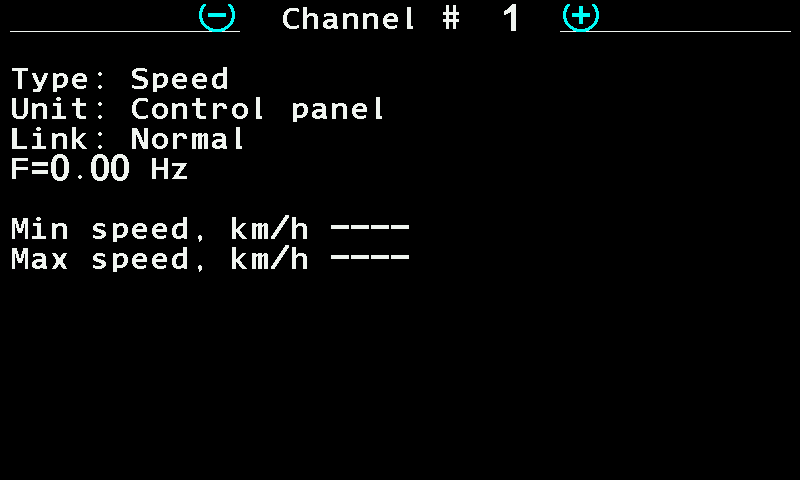 ⊖ Channel # 1 ⊕
Type: Speed
Unit: Control panel
Link: Normal
F=0.00 Hz
Min speed, km/h ----
Max speed, km/h ----